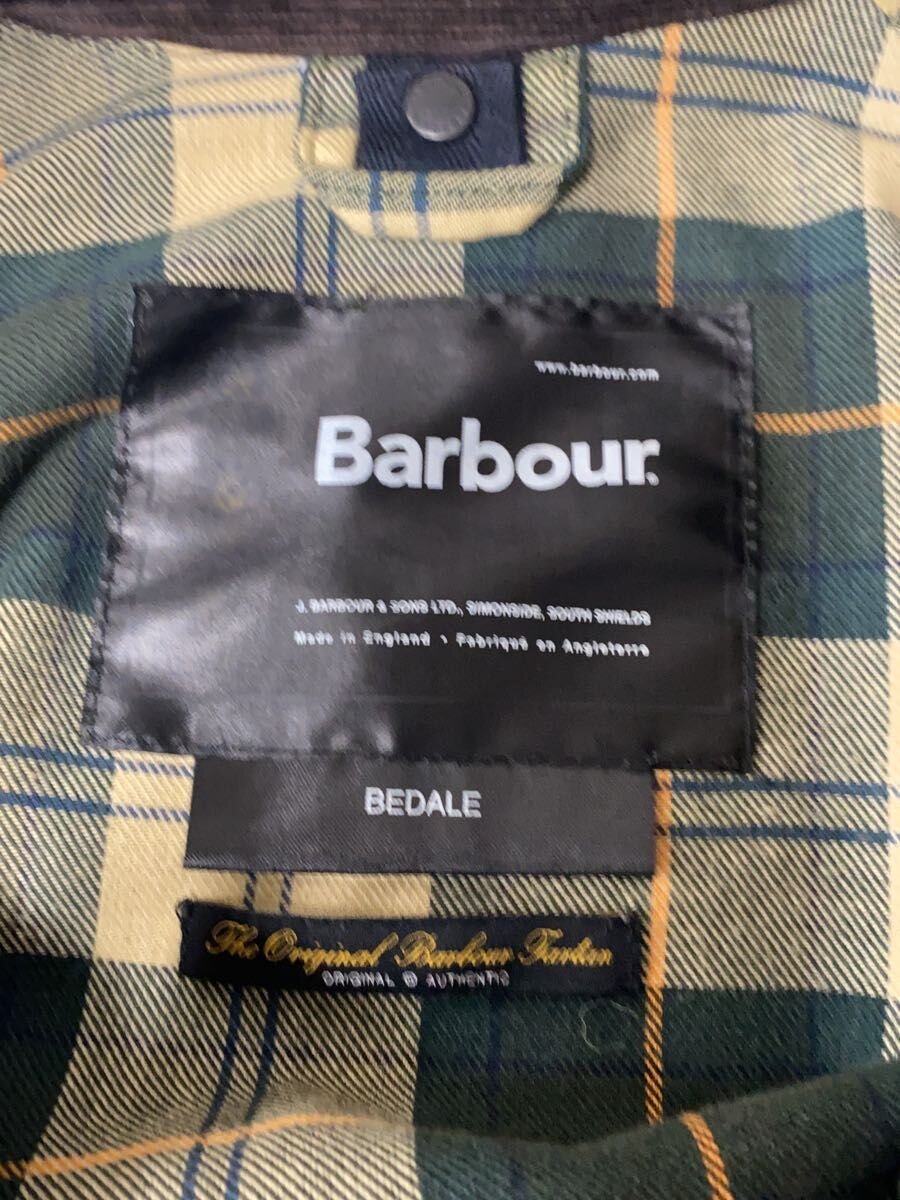 www.barbour.com
Barbour.
J. BARBOUR & SONS LTD., SIMONSIDE, SOUTH SHIELDS
Made in England · Fabriqué en Angleterre
BEDALE
The Original Barbour Tartan
ORIGINAL © AUTHENTIC